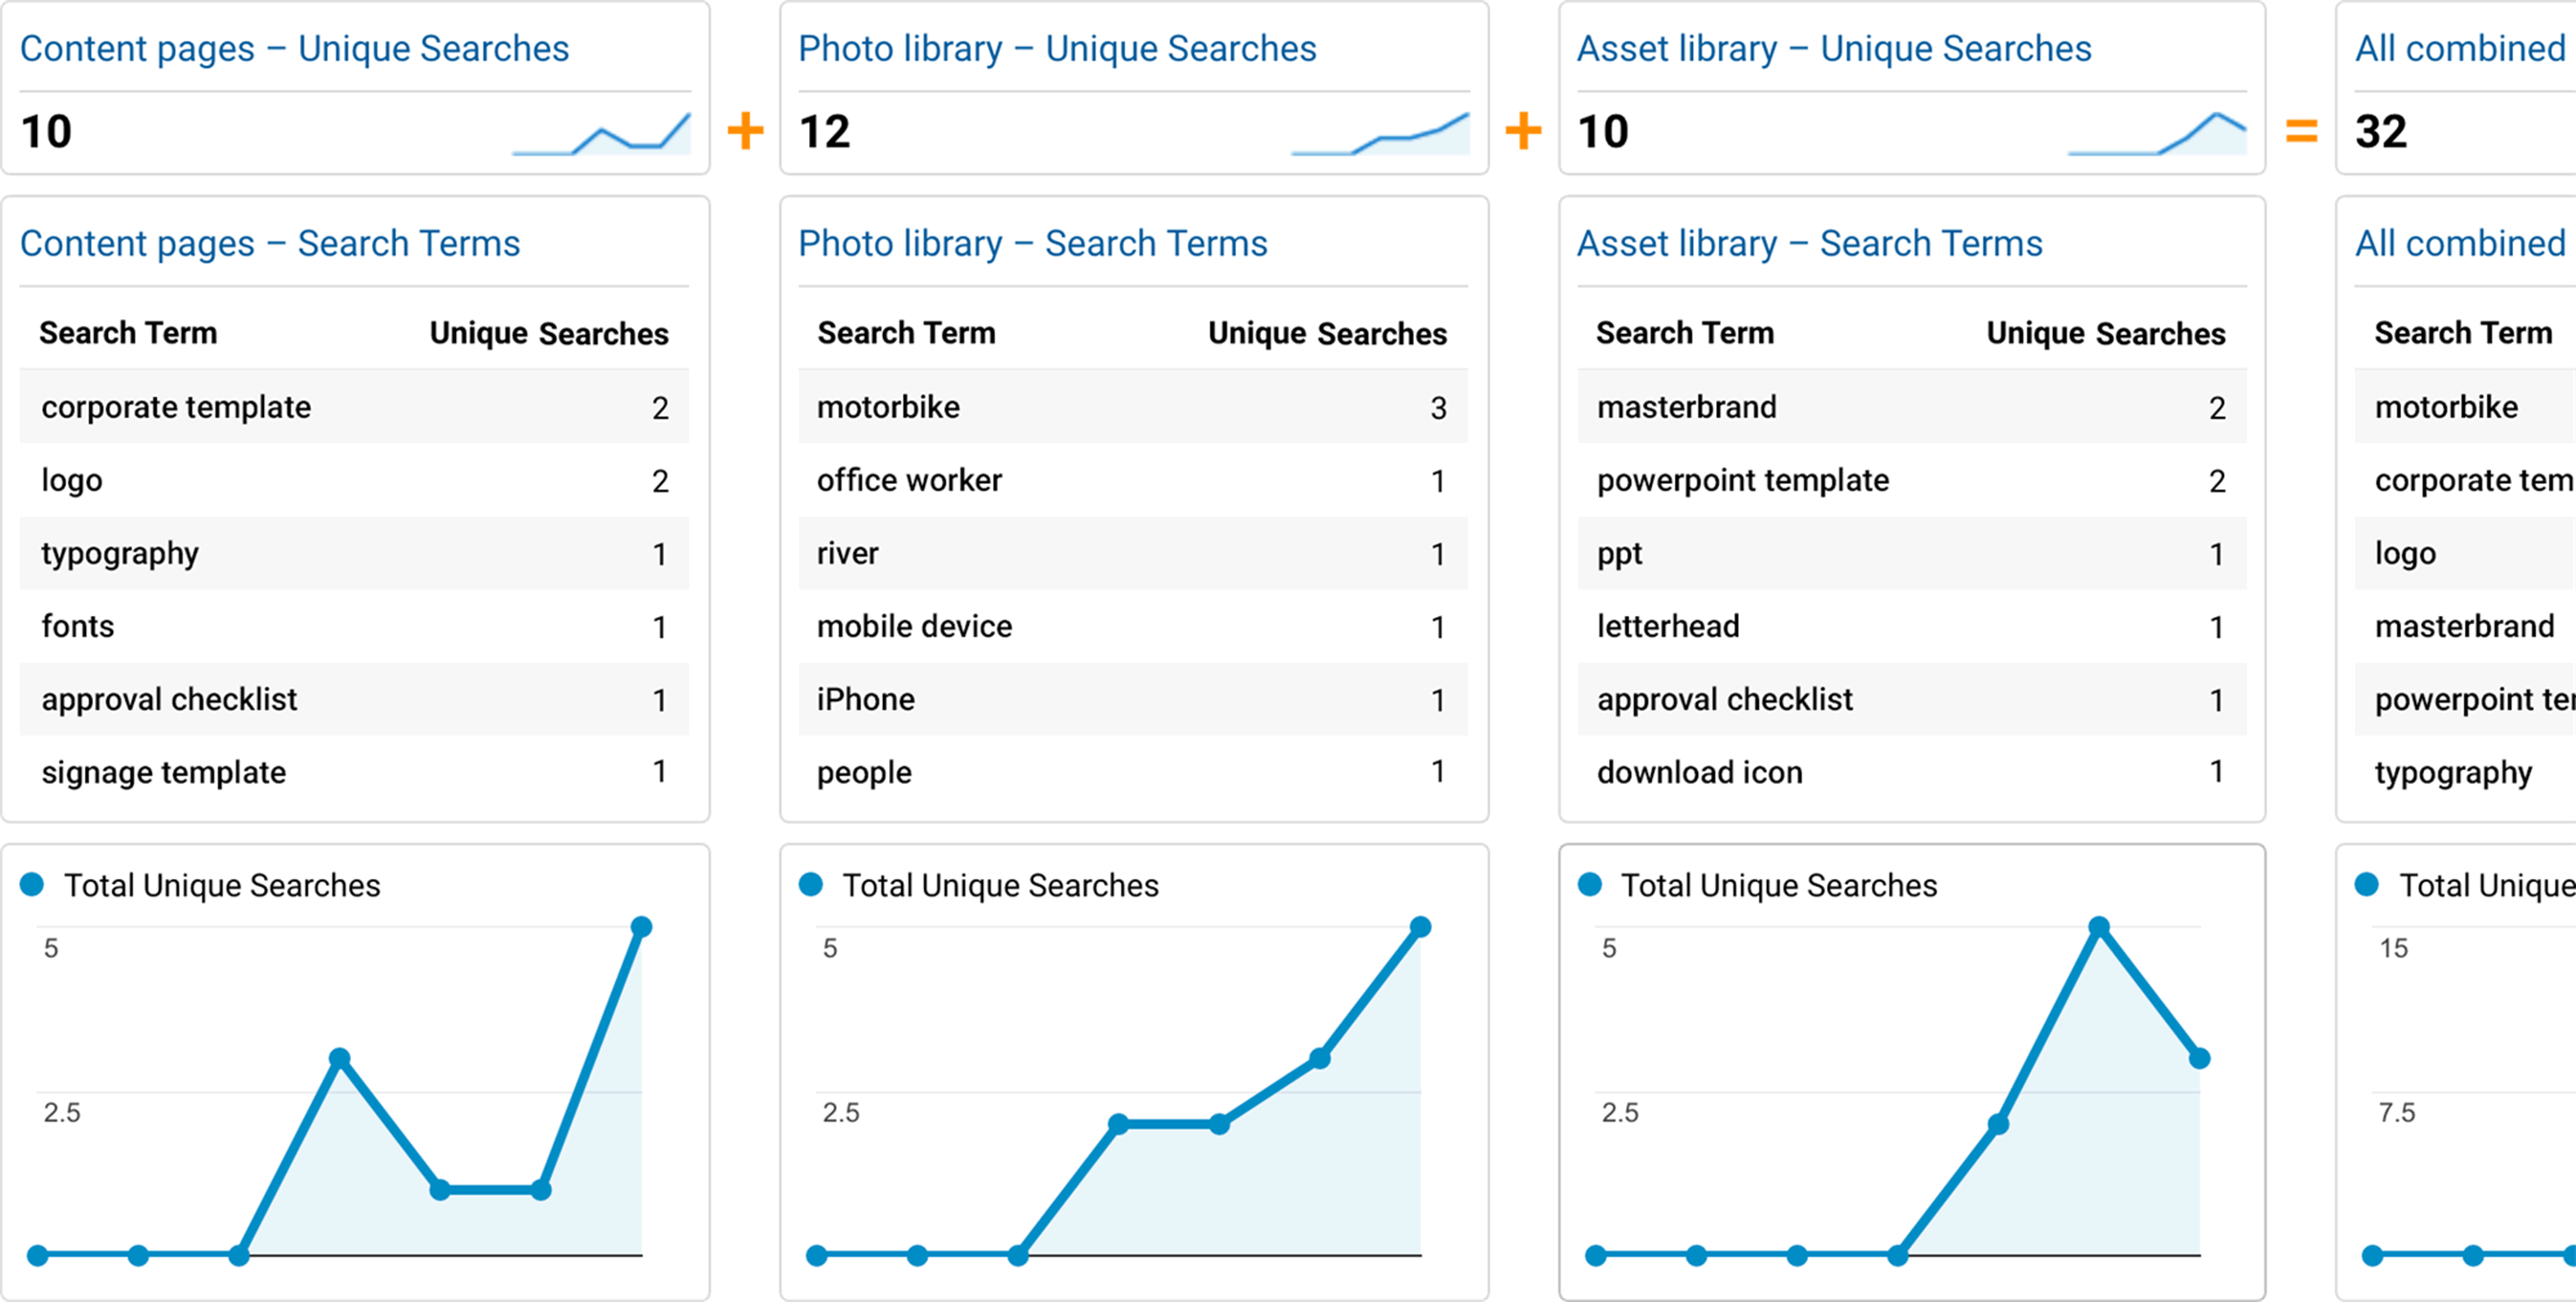 Content pages – Unique Searches
10
+
Photo library – Unique Searches
12
+
Asset library – Unique Searches
10
=
All combined
32
Content pages – Search Terms
Search Term Unique Searches
corporate template 2
logo 2
typography 1
fonts 1
approval checklist 1
signage template 1
Photo library – Search Terms
Search Term Unique Searches
motorbike 3
office worker 1
river 1
mobile device 1
iPhone 1
people 1
Asset library – Search Terms
Search Term Unique Searches
masterbrand 2
powerpoint template 2
ppt 1
letterhead 1
approval checklist 1
download icon 1
All combined
Search Term
motorbike
corporate tem
logo
masterbrand
powerpoint te
typography
Total Unique Searches
5
2.5
Total Unique Searches
5
2.5
Total Unique Searches
5
2.5
Total Unique
15
7.5